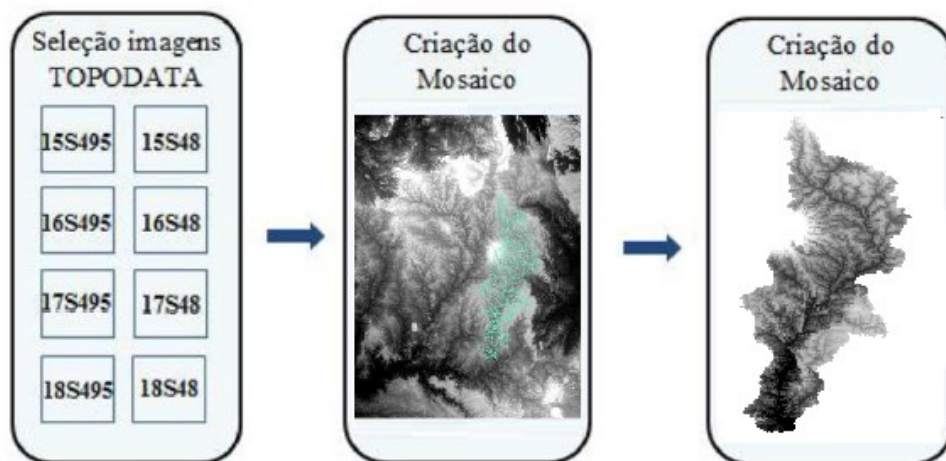 Seleção imagens
TOPODATA
15S495 15S48
16S495 16S48
17S495 17S48
18S495 18S48
Criação do
Mosaico
Criação do
Mosaico